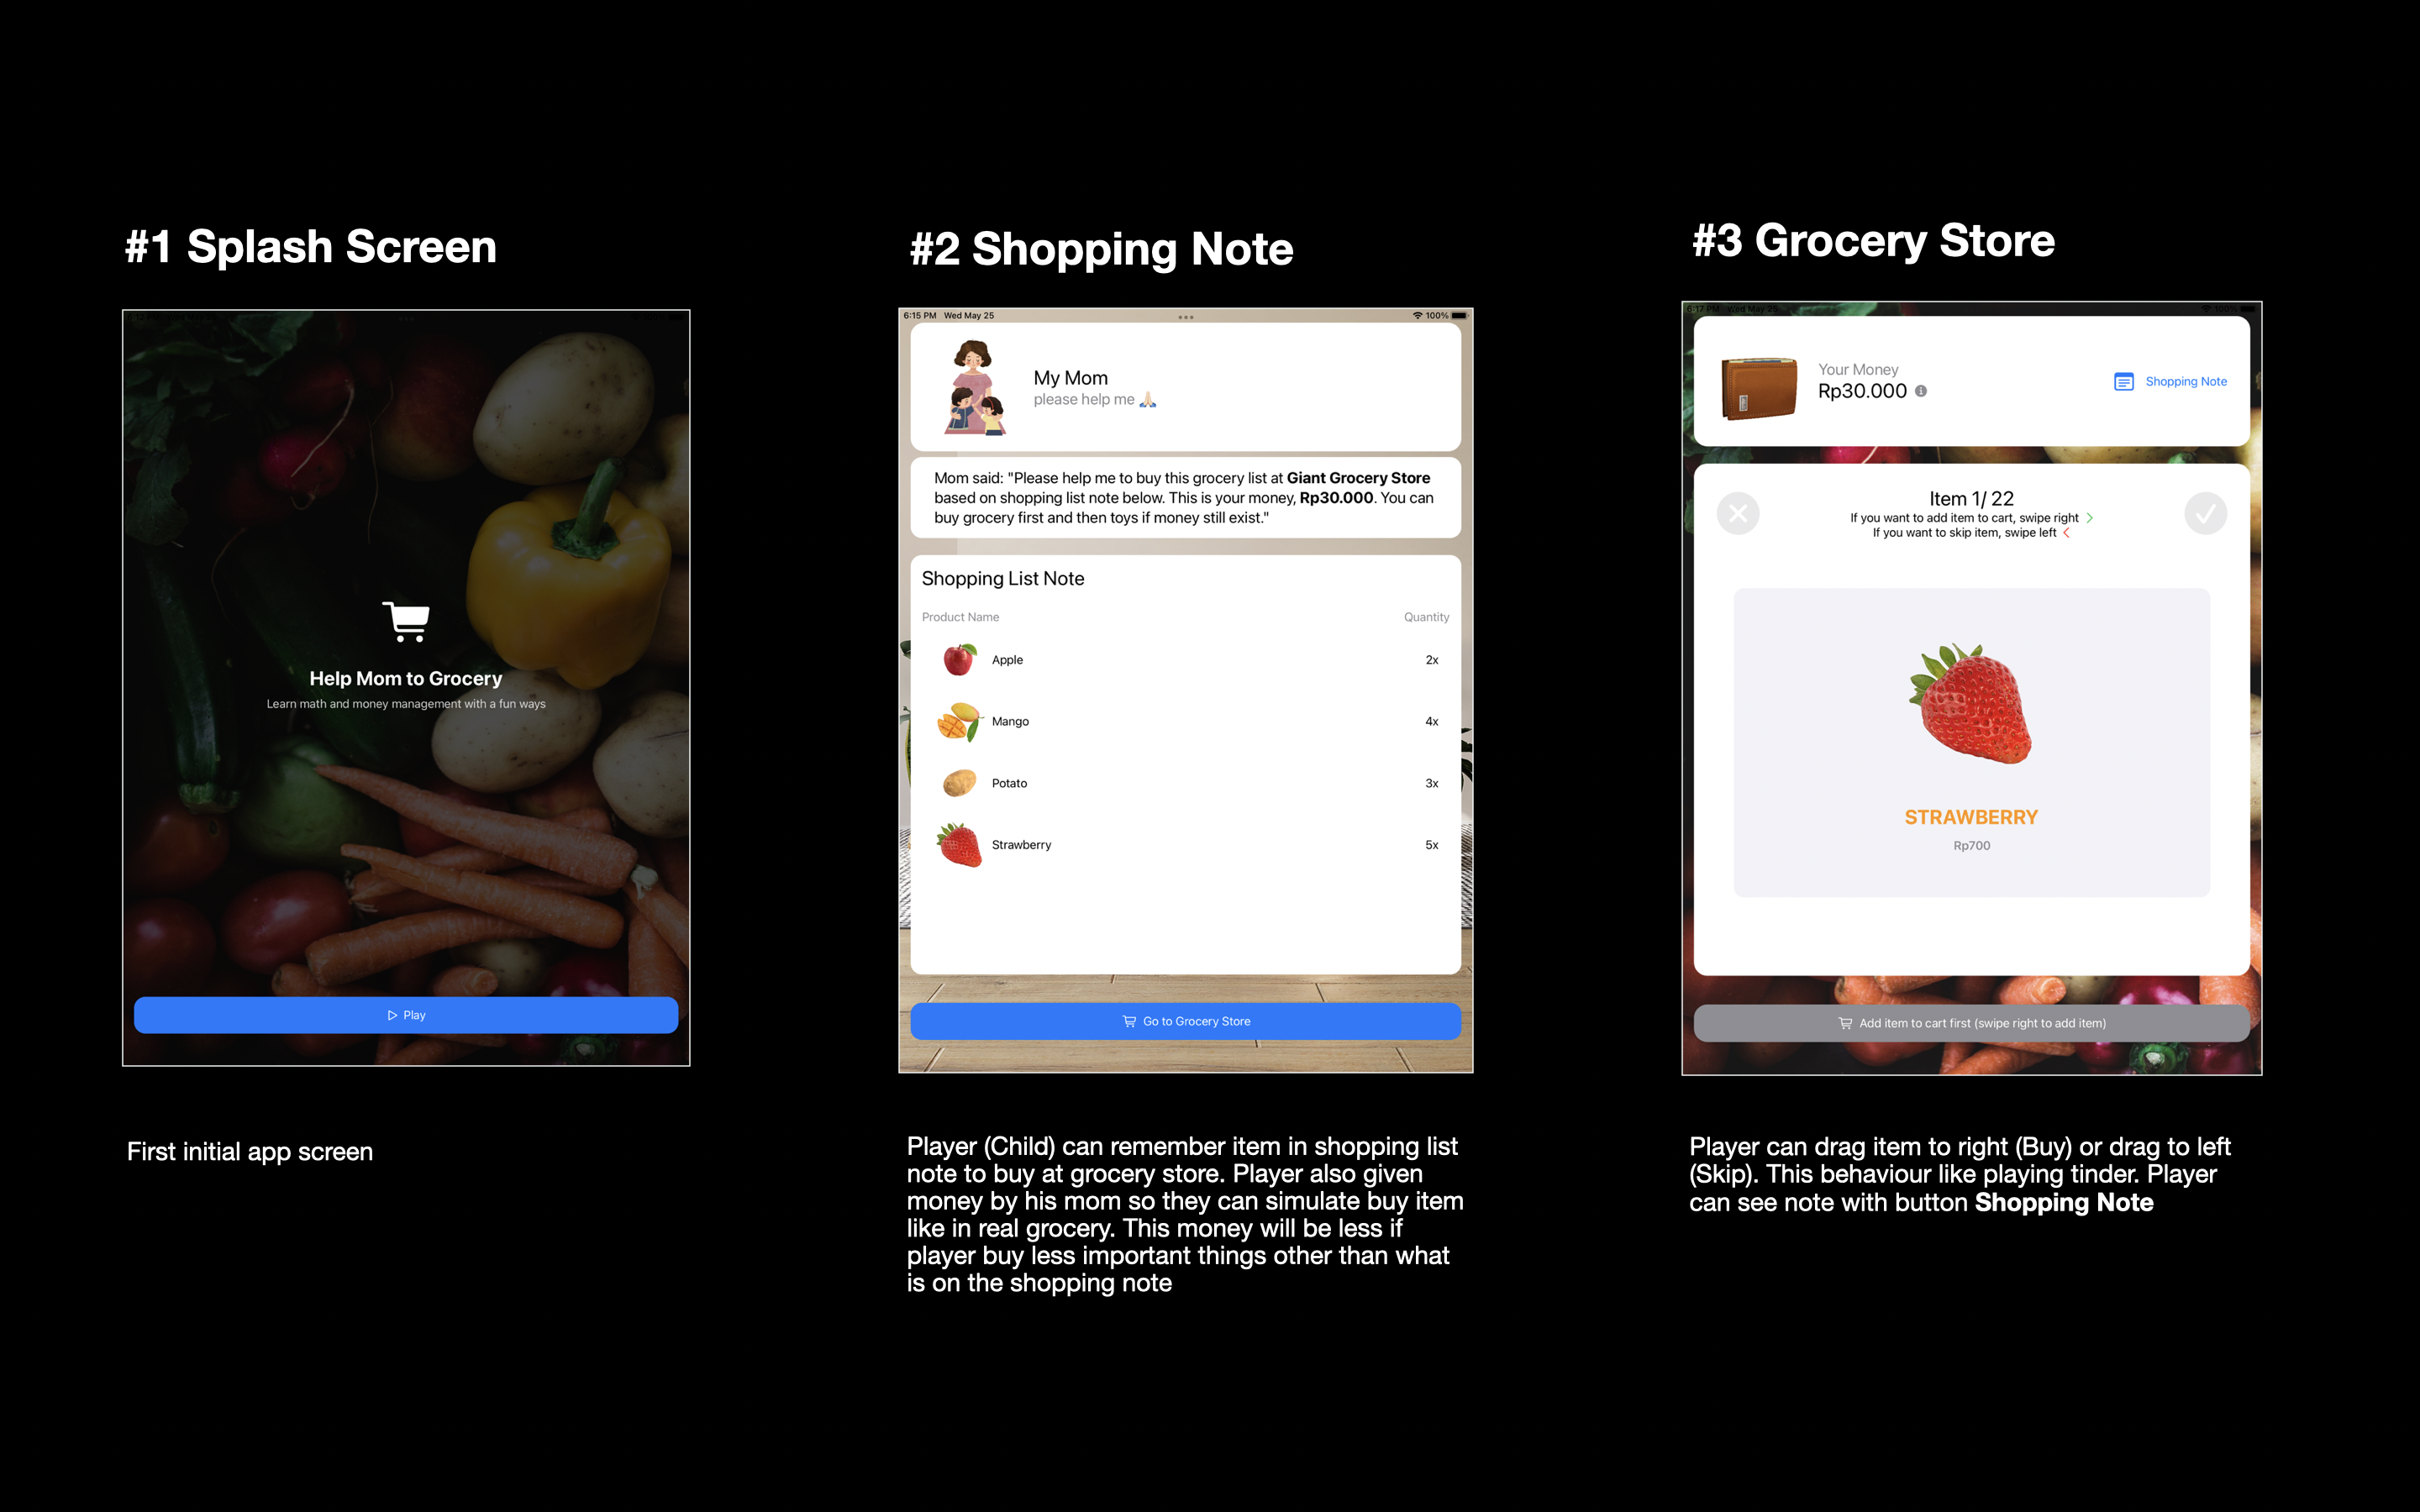 #1 Splash Screen
Help Mom to Grocery
Learn math and money management with a fun ways
Play
First initial app screen
#2 Shopping Note
6:15 PM Wed May 25
100%
My Mom
please help me 🙏🏻
Mom said: "Please help me to buy this grocery list at Giant Grocery Store
based on shopping list note below. This is your money, Rp30.000. You can
buy grocery first and then toys if money still exist."
Shopping List Note
Product Name Quantity
Apple 2x
Mango 4x
Potato 3x
Strawberry 5x
Go to Grocery Store
Player (Child) can remember item in shopping list
note to buy at grocery store. Player also given
money by his mom so they can simulate buy item
like in real grocery. This money will be less if
player buy less important things other than what
is on the shopping note
#3 Grocery Store
6:17 PM Wed May 25
100%
Your Money
Rp30.000
Shopping Note
Item 1/ 22
If you want to add item to cart, swipe right >
If you want to skip item, swipe left <
STRAWBERRY
Rp700
Add item to cart first (swipe right to add item)
Player can drag item to right (Buy) or drag to left
(Skip). This behaviour like playing tinder. Player
can see note with button Shopping Note